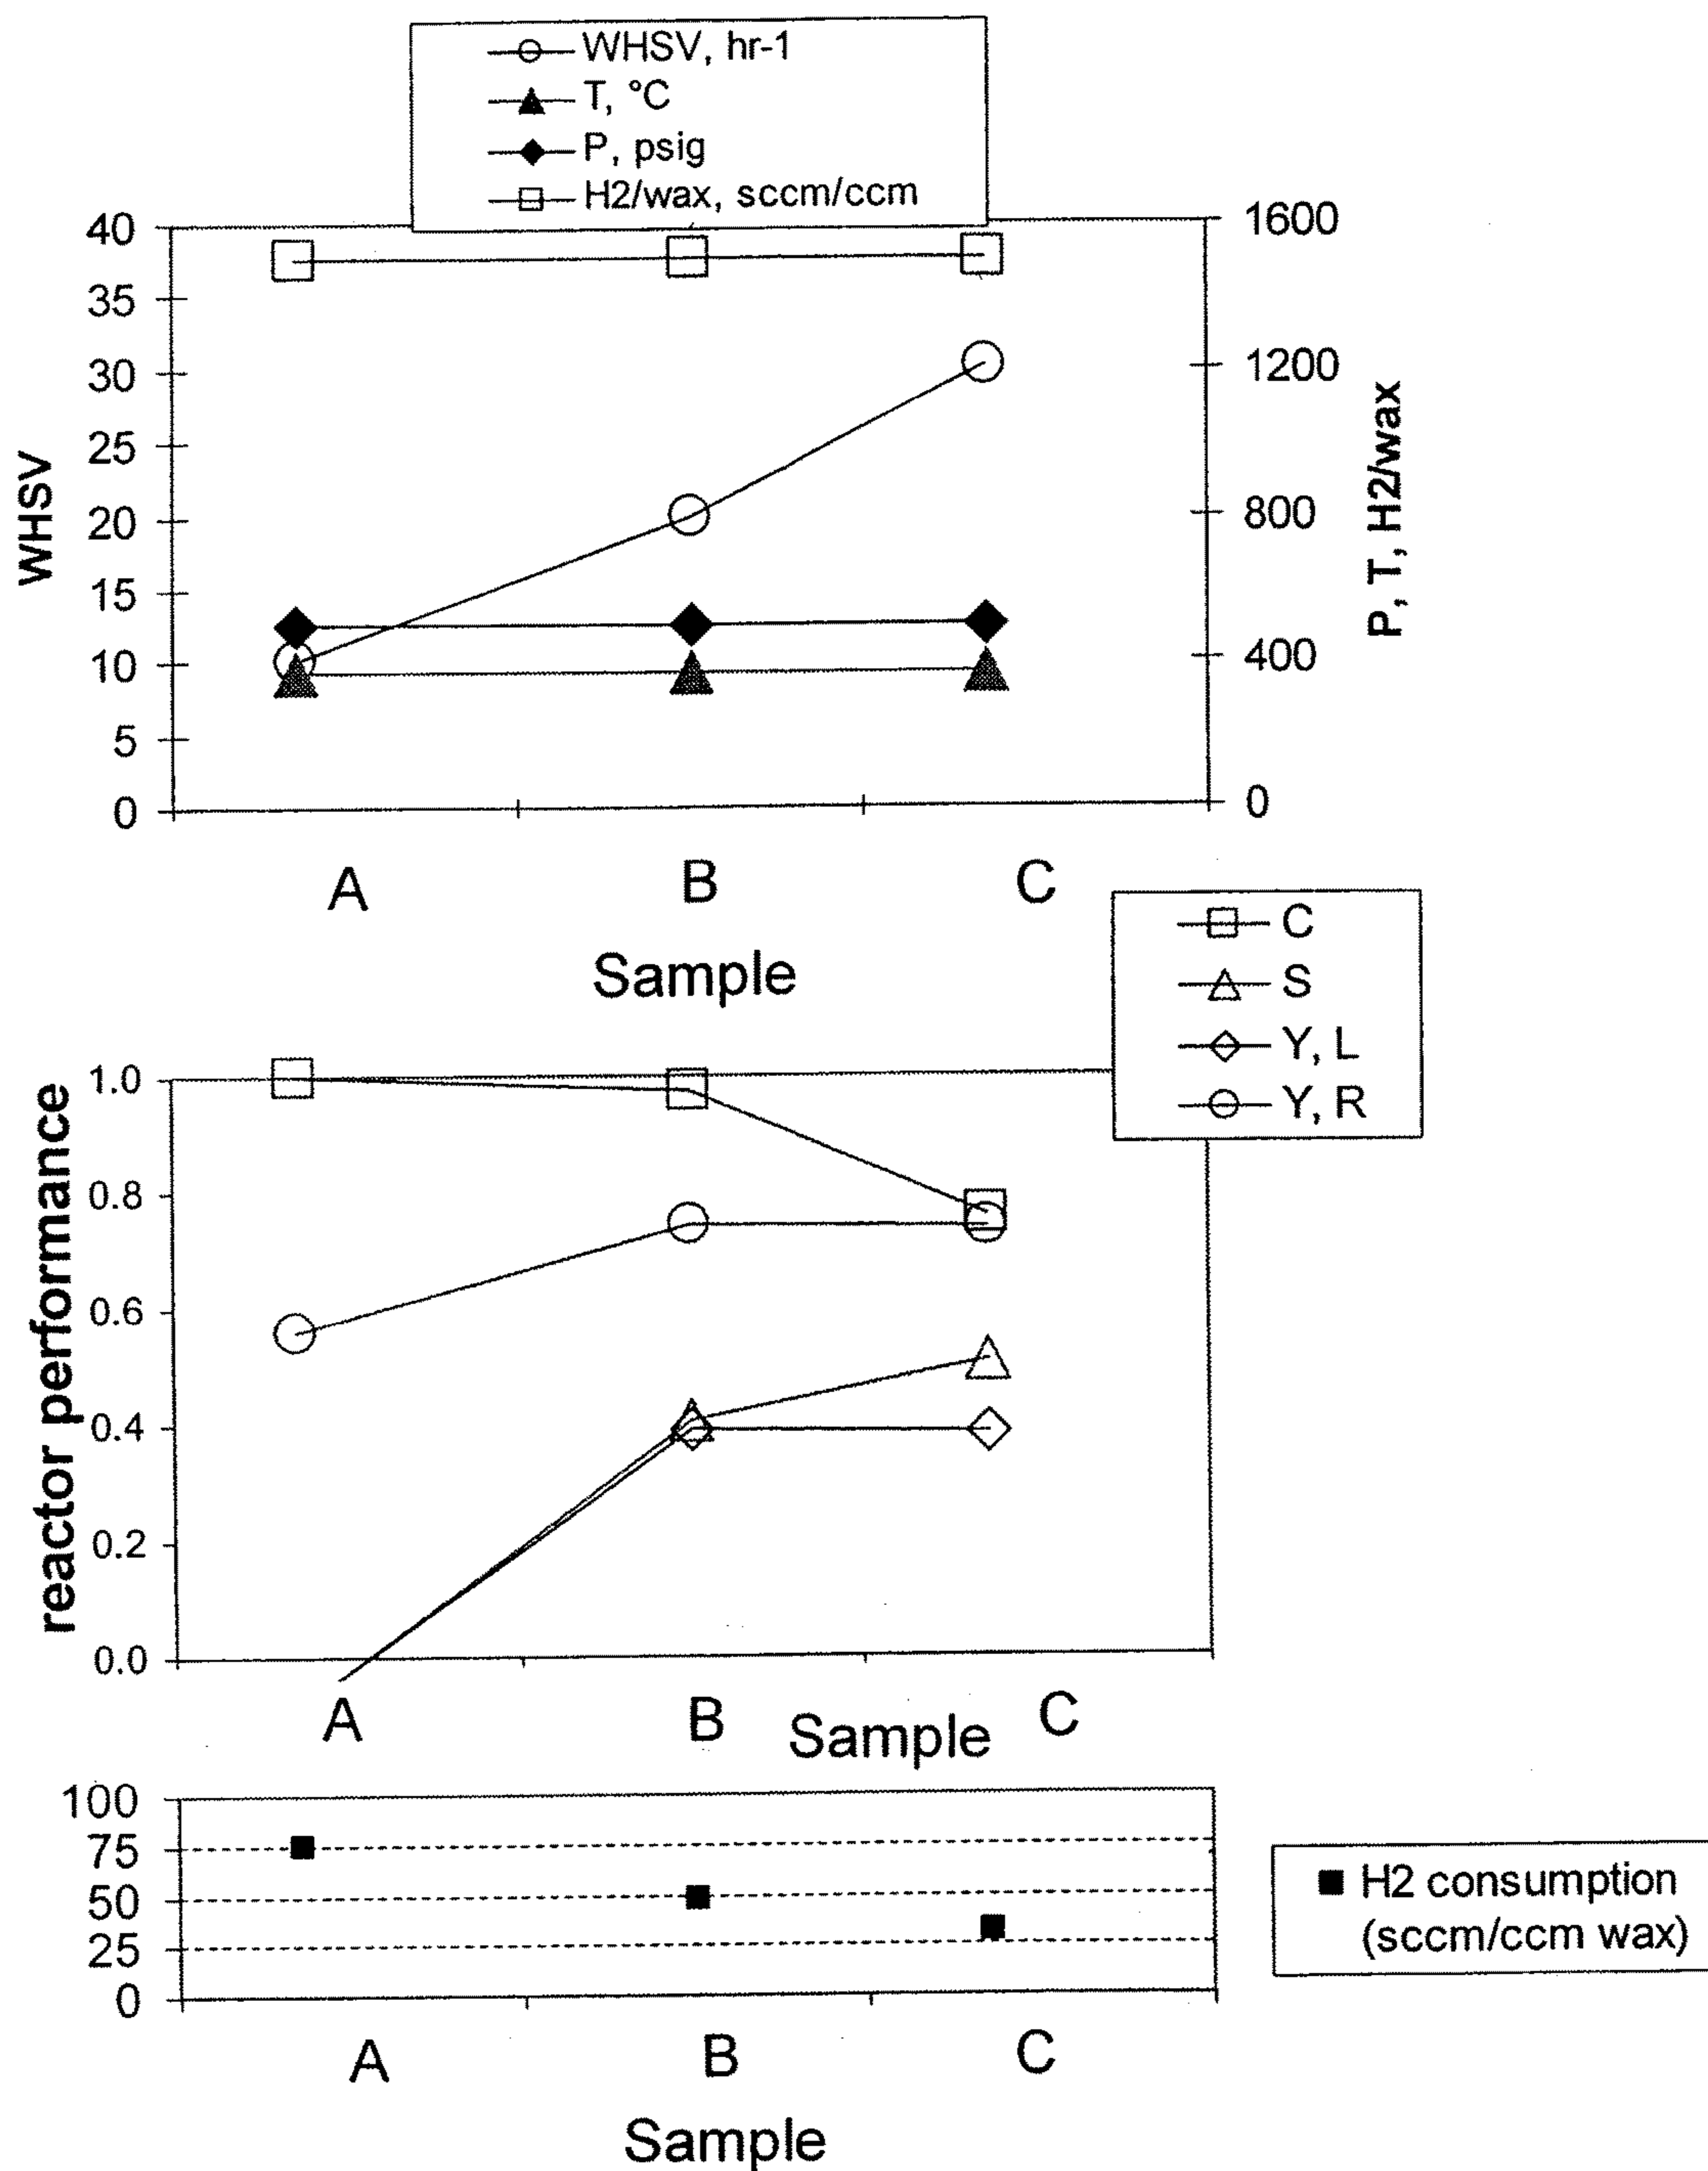 WHSV, hr-1
T, °C
P, psig
H2/wax, sccm/ccm
40
35
30
25
20
15
10
5
0
WHSV
1600
1200
800
400
0
P, T, H2/wax
A B C
Sample
C
S
Y, L
Y, R
1.0
0.8
0.6
0.4
0.2
0.0
reactor performance
A B C
Sample
100
75
50
25
0
H2 consumption
(sccm/ccm wax)
A B C
Sample